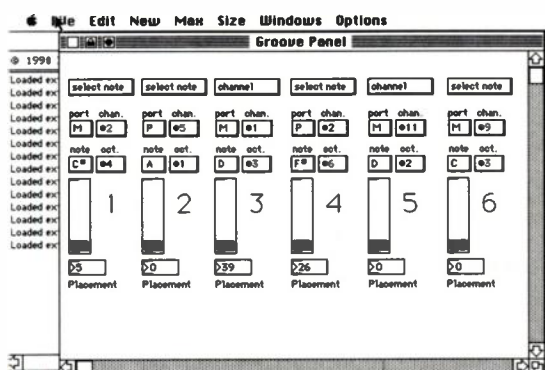 File Edit New Max Size Windows Options
Groove Panel
© 1990
Loaded ex
Loaded ex
Loaded ex
Loaded ex
Loaded ex
Loaded ex
Loaded ex
Loaded ex
Loaded ex
Loaded ex
Loaded ex
Loaded ex
Loaded ex
Loaded ex
select note select note channel select note channel select note
port chan. port chan. port chan. port chan. port chan. port chan.
M 2 P 5 M 1 P 2 M 11 M 9
note oct. note oct. note oct. note oct. note oct. note oct.
C# 4 A 1 D 3 F# 6 D 2 C 3
1 2 3 4 5 6
5 0 39 26 0 0
Placement Placement Placement Placement Placement Placement